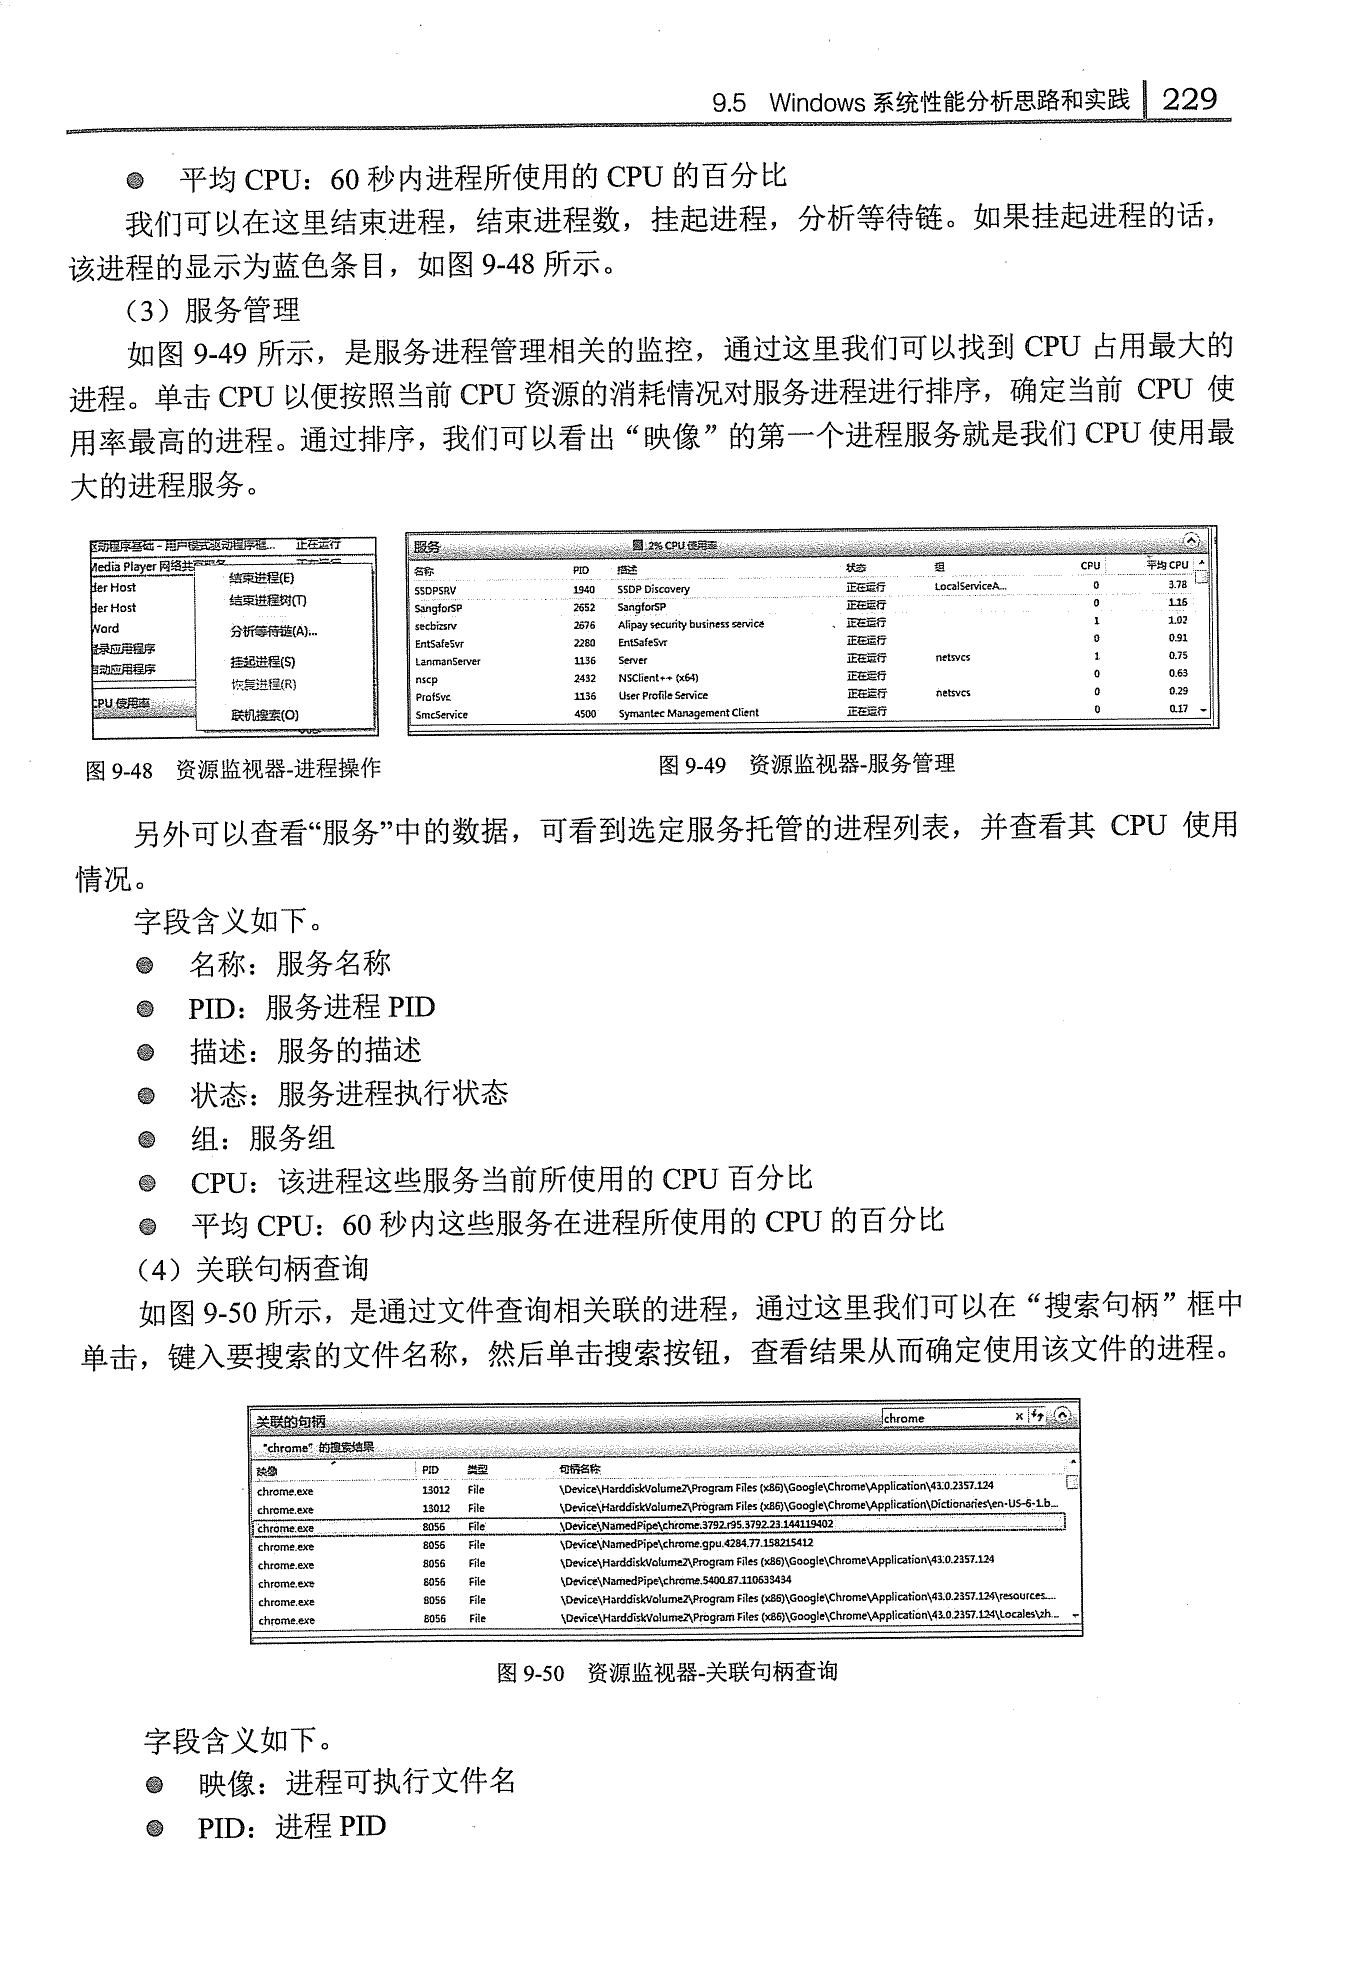 9.5 Windows 系统性能分析思路和实践 229
● 平均 CPU：60 秒内进程所使用的 CPU 的百分比
我们可以在这里结束进程，结束进程数，挂起进程，分析等待链。如果挂起进程的话，
该进程的显示为蓝色条目，如图 9-48 所示。
（3）服务管理
如图 9-49 所示，是服务进程管理相关的监控，通过这里我们可以找到 CPU 占用最大的
进程。单击 CPU 以便按照当前 CPU 资源的消耗情况对服务进程进行排序，确定当前 CPU 使
用率最高的进程。通过排序，我们可以看出“映像”的第一个进程服务就是我们 CPU 使用最
大的进程服务。
动程序基础 - 用户模式驱动程序框... 正在运行
Media Player 网络共
der Host
der Host
Word
录应用程序
动应用程序
CPU 使用率
结束进程(E)
结束进程树(T)
分析等待链(A)...
挂起进程(S)
恢复进程(R)
联机搜索(O)
服务 2% CPU 使用率
名称 PID 描述 状态 组 CPU 平均 CPU
SSDPSRV 1940 SSDP Discovery 正在运行 LocalServiceA... 0 3.78
SangforSP 2652 SangforSP 正在运行 0 1.16
secbizsrv 2676 Alipay security business service 正在运行 1 1.02
EntSafeSvr 2280 EntSafeSvr 正在运行 0 0.91
LanmanServer 1136 Server 正在运行 netsvcs 1 0.75
nscp 2432 NSClient++ (x64) 正在运行 0 0.63
ProfSvc 1136 User Profile Service 正在运行 netsvcs 0 0.29
SmcService 4500 Symantec Management Client 正在运行 0 0.17
图 9-48 资源监视器-进程操作
图 9-49 资源监视器-服务管理
另外可以查看“服务”中的数据，可看到选定服务托管的进程列表，并查看其 CPU 使用
情况。
字段含义如下。
● 名称：服务名称
● PID：服务进程 PID
● 描述：服务的描述
● 状态：服务进程执行状态
● 组：服务组
● CPU：该进程这些服务当前所使用的 CPU 百分比
● 平均 CPU：60 秒内这些服务在进程所使用的 CPU 的百分比
（4）关联句柄查询
如图 9-50 所示，是通过文件查询相关联的进程，通过这里我们可以在“搜索句柄”框中
单击，键入要搜索的文件名称，然后单击搜索按钮，查看结果从而确定使用该文件的进程。
关联的句柄 chrome
"chrome" 的搜索结果
映像 PID 类型 句柄名称
chrome.exe 13012 File \Device\HarddiskVolume2\Program Files (x86)\Google\Chrome\Application\43.0.2357.124
chrome.exe 13012 File \Device\HarddiskVolume2\Program Files (x86)\Google\Chrome\Application\Dictionaries\en-US-6-1.b...
chrome.exe 8056 File \Device\NamedPipe\chrome.3792.r95.3792.23.144119402
chrome.exe 8056 File \Device\NamedPipe\chrome.gpu.4284.77.158215412
chrome.exe 8056 File \Device\HarddiskVolume2\Program Files (x86)\Google\Chrome\Application\43.0.2357.124
chrome.exe 8056 File \Device\NamedPipe\chrome.5400.87.110633434
chrome.exe 8056 File \Device\HarddiskVolume2\Program Files (x86)\Google\Chrome\Application\43.0.2357.124\resources....
chrome.exe 8056 File \Device\HarddiskVolume2\Program Files (x86)\Google\Chrome\Application\43.0.2357.124\Locales\zh...
图 9-50 资源监视器-关联句柄查询
字段含义如下。
● 映像：进程可执行文件名
● PID：进程 PID